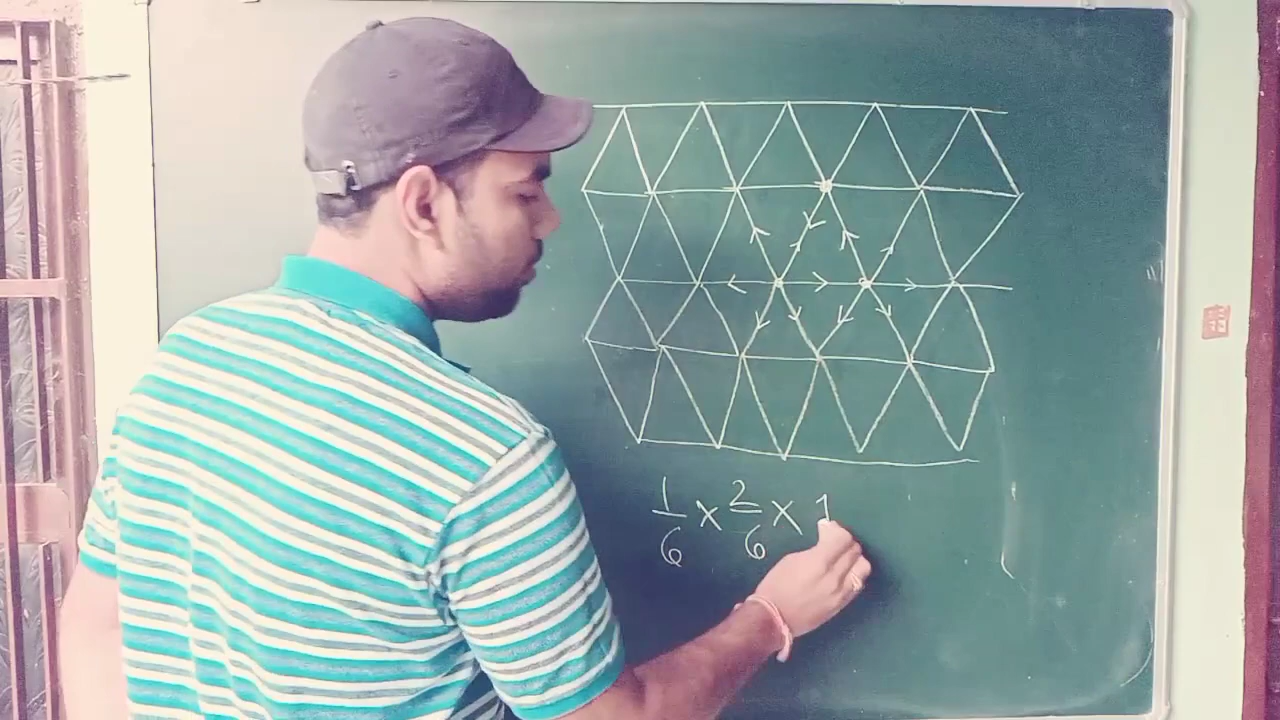 1/6 × 2/6 × 1